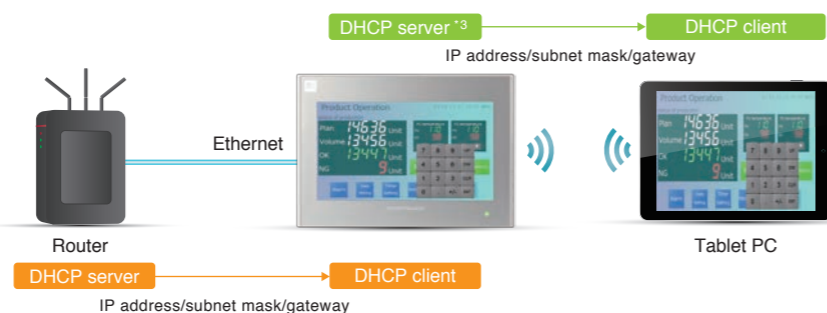 DHCP server *3
DHCP client
IP address/subnet mask/gateway
Ethernet
Product Operation
Plan 14636 Unit
Volume 13456 Unit
OK 13447 Unit
NG 9 Unit
Product Operation
Plan 14636 Unit
Volume 13456 Unit
OK 13447 Unit
NG 9 Unit
Router
Tablet PC
DHCP server
DHCP client
IP address/subnet mask/gateway